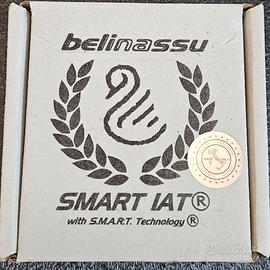 belinassu
SMART IAT®
with S.M.A.R.T. Technology®